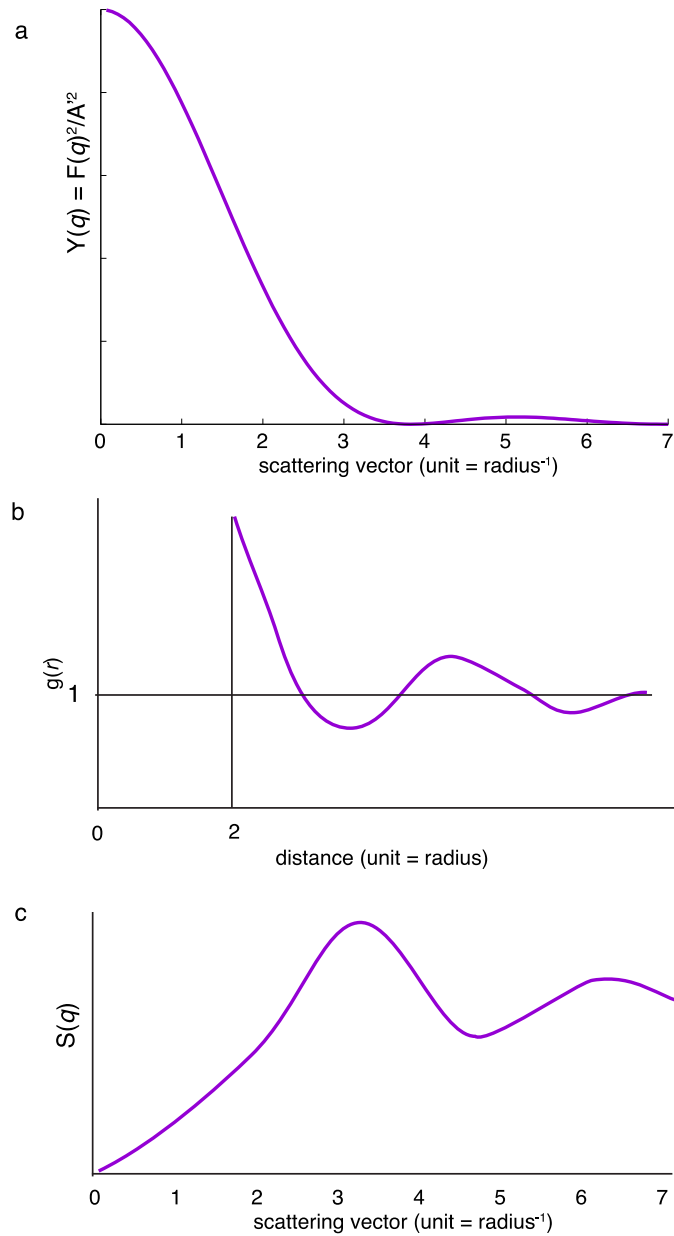 a
Y(q) = F(q)²/A'²
0 1 2 3 4 5 6 7
scattering vector (unit = radius⁻¹)
b
g(r)
1
0 2
distance (unit = radius)
c
S(q)
0 1 2 3 4 5 6 7
scattering vector (unit = radius⁻¹)